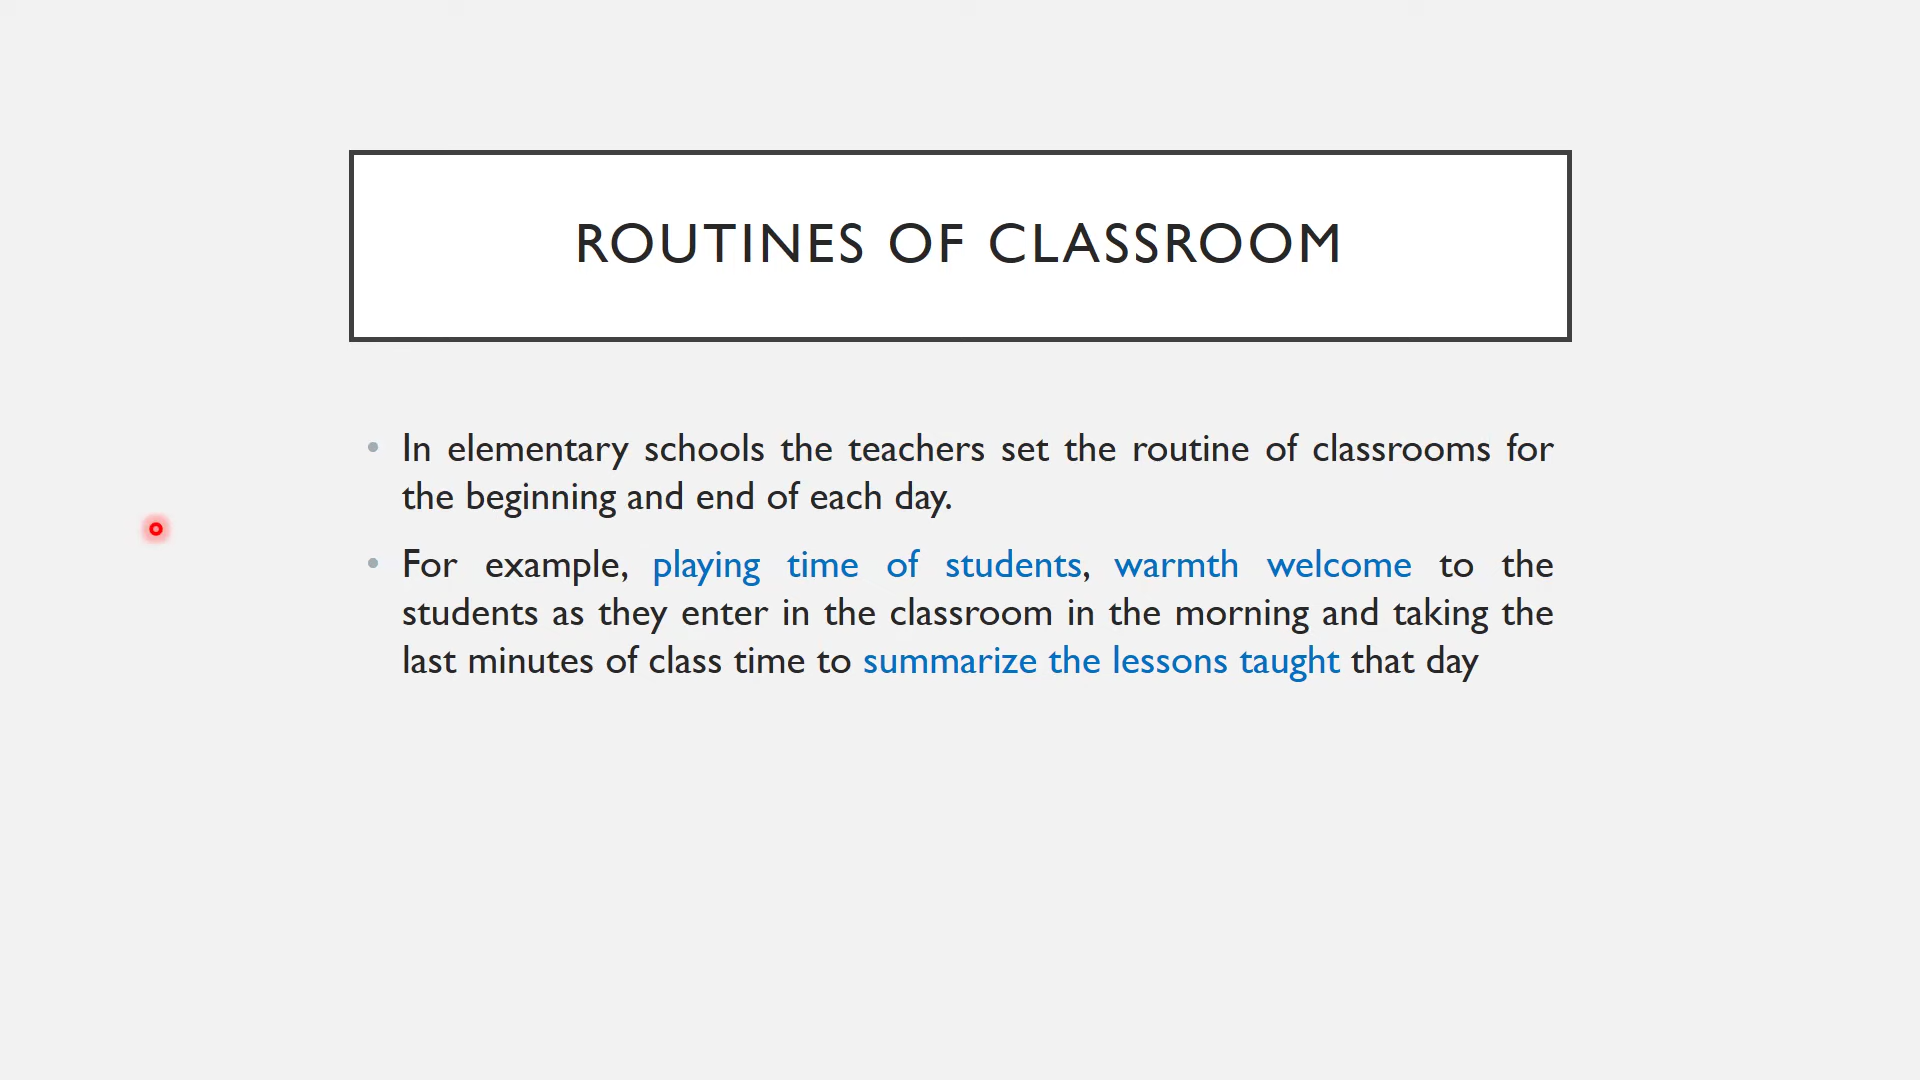 ROUTINES OF CLASSROOM
• In elementary schools the teachers set the routine of classrooms for
the beginning and end of each day.
• For example, playing time of students, warmth welcome to the
students as they enter in the classroom in the morning and taking the
last minutes of class time to summarize the lessons taught that day